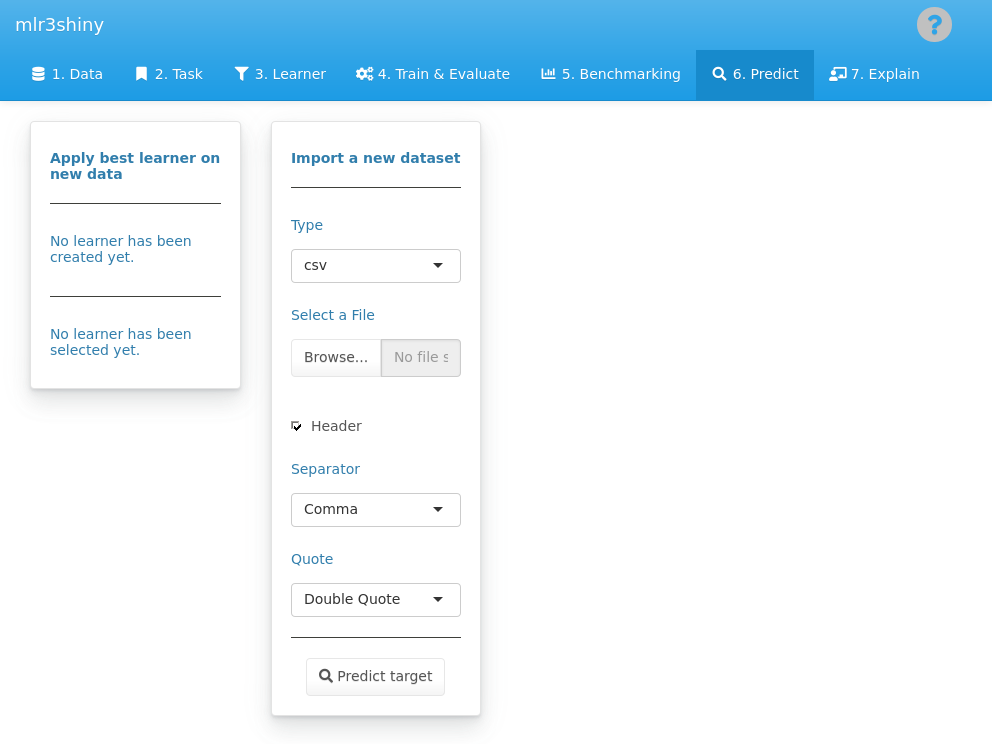 mlr3shiny
?
1. Data
2. Task
3. Learner
4. Train & Evaluate
5. Benchmarking
6. Predict
7. Explain
Apply best learner on
new data
No learner has been
created yet.
No learner has been
selected yet.
Import a new dataset
Type
csv
Select a File
Browse...
No file s
Header
Separator
Comma
Quote
Double Quote
Predict target